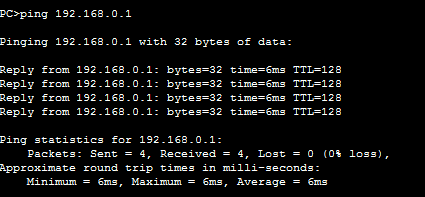 PC>ping 192.168.0.1
Pinging 192.168.0.1 with 32 bytes of data:
Reply from 192.168.0.1: bytes=32 time=6ms TTL=128
Reply from 192.168.0.1: bytes=32 time=6ms TTL=128
Reply from 192.168.0.1: bytes=32 time=6ms TTL=128
Reply from 192.168.0.1: bytes=32 time=6ms TTL=128
Ping statistics for 192.168.0.1:
Packets: Sent = 4, Received = 4, Lost = 0 (0% loss),
Approximate round trip times in milli-seconds:
Minimum = 6ms, Maximum = 6ms, Average = 6ms